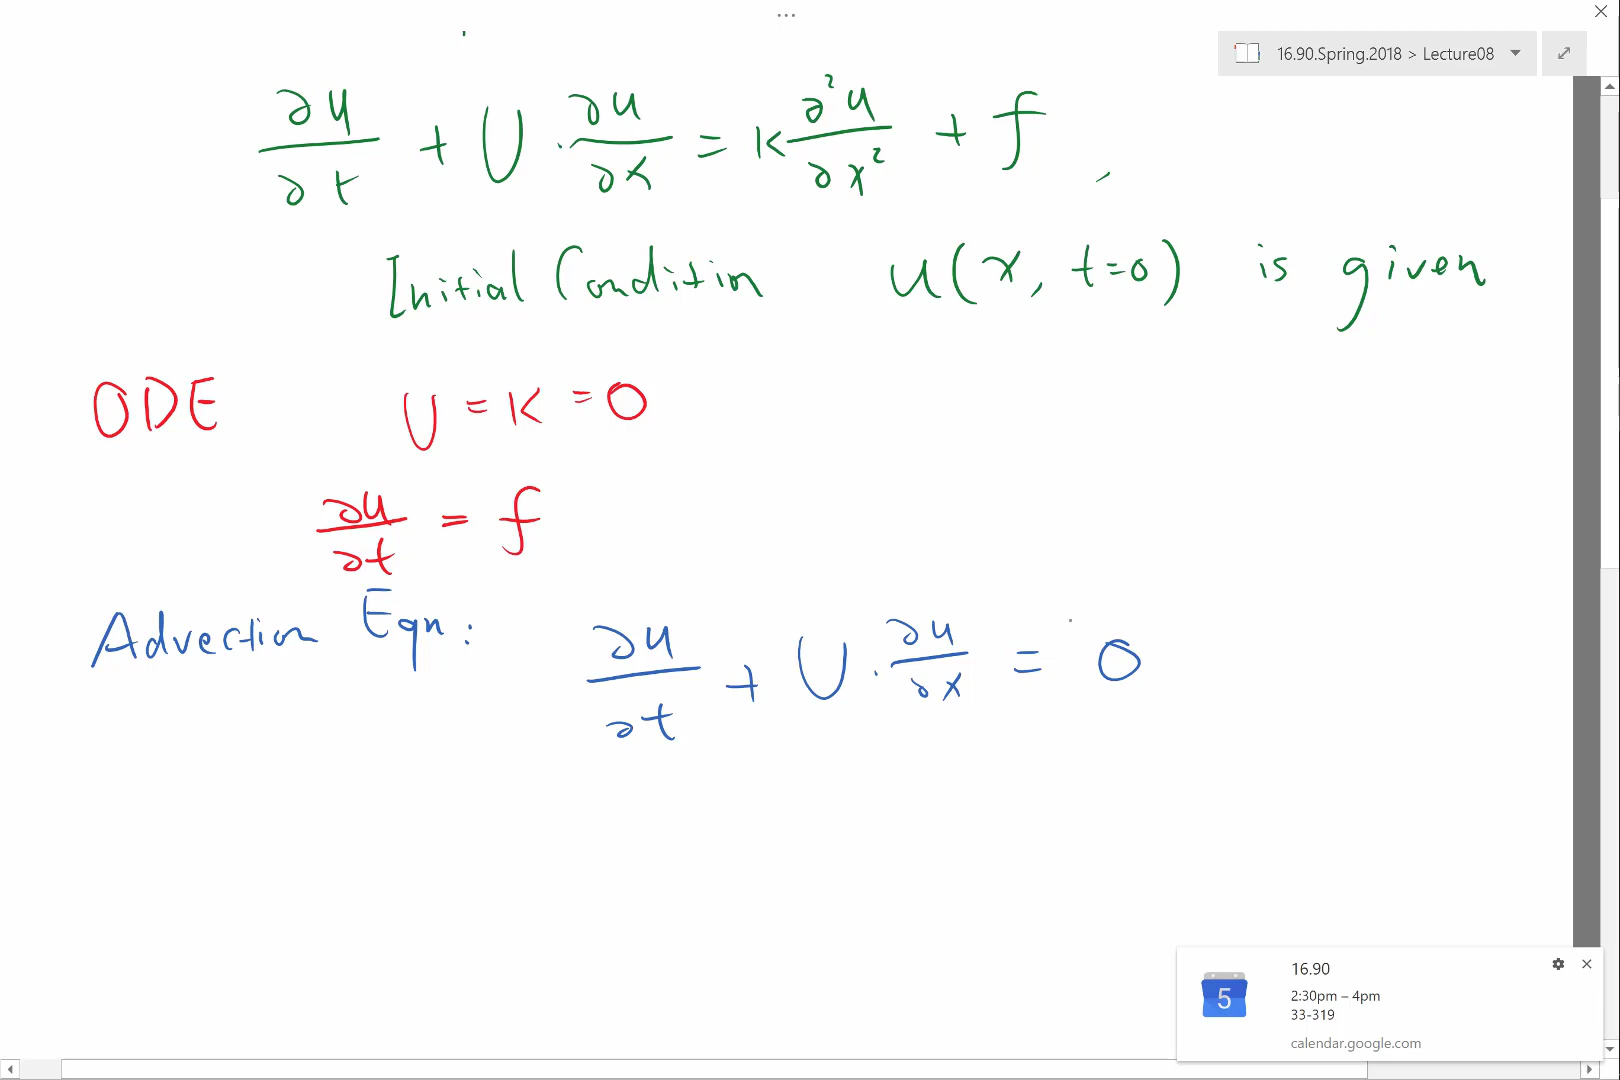 ...
16.90.Spring.2018 > Lecture08
∂u/∂t + U · ∂u/∂x = κ ∂²u/∂x² + f ,
Initial Condition u(x, t=0) is given
ODE U = κ = 0
∂u/∂t = f
Advection Eqn: ∂u/∂t + U · ∂u/∂x = 0
5
16.90
2:30pm – 4pm
33-319
calendar.google.com